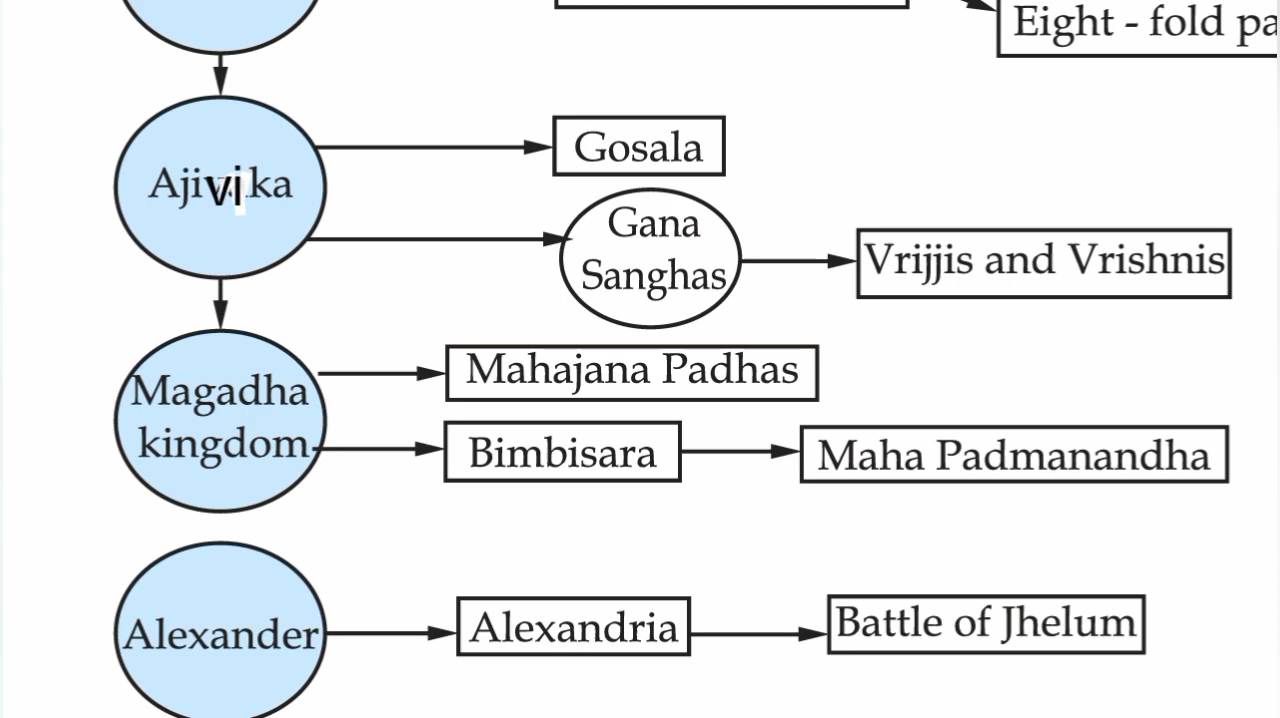 Eight - fold pa
Ajivika
Gosala
Gana
Sanghas
Vrijjis and Vrishnis
Magadha
kingdom
Mahajana Padhas
Bimbisara
Maha Padmanandha
Alexander
Alexandria
Battle of Jhelum